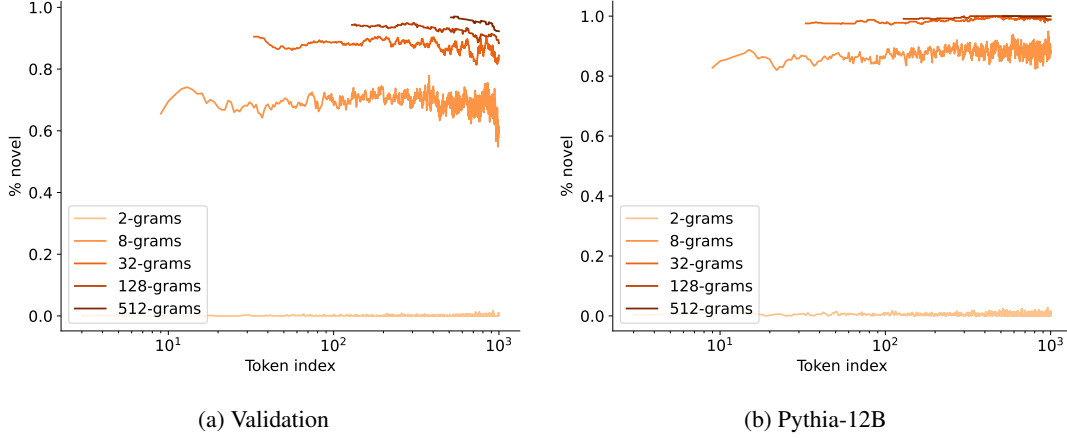 1.0
0.8
0.6
0.4
0.2
0.0
% novel
2-grams
8-grams
32-grams
128-grams
512-grams
10^1
10^2
10^3
Token index
(a) Validation
1.0
0.8
0.6
0.4
0.2
0.0
% novel
2-grams
8-grams
32-grams
128-grams
512-grams
10^1
10^2
10^3
Token index
(b) Pythia-12B